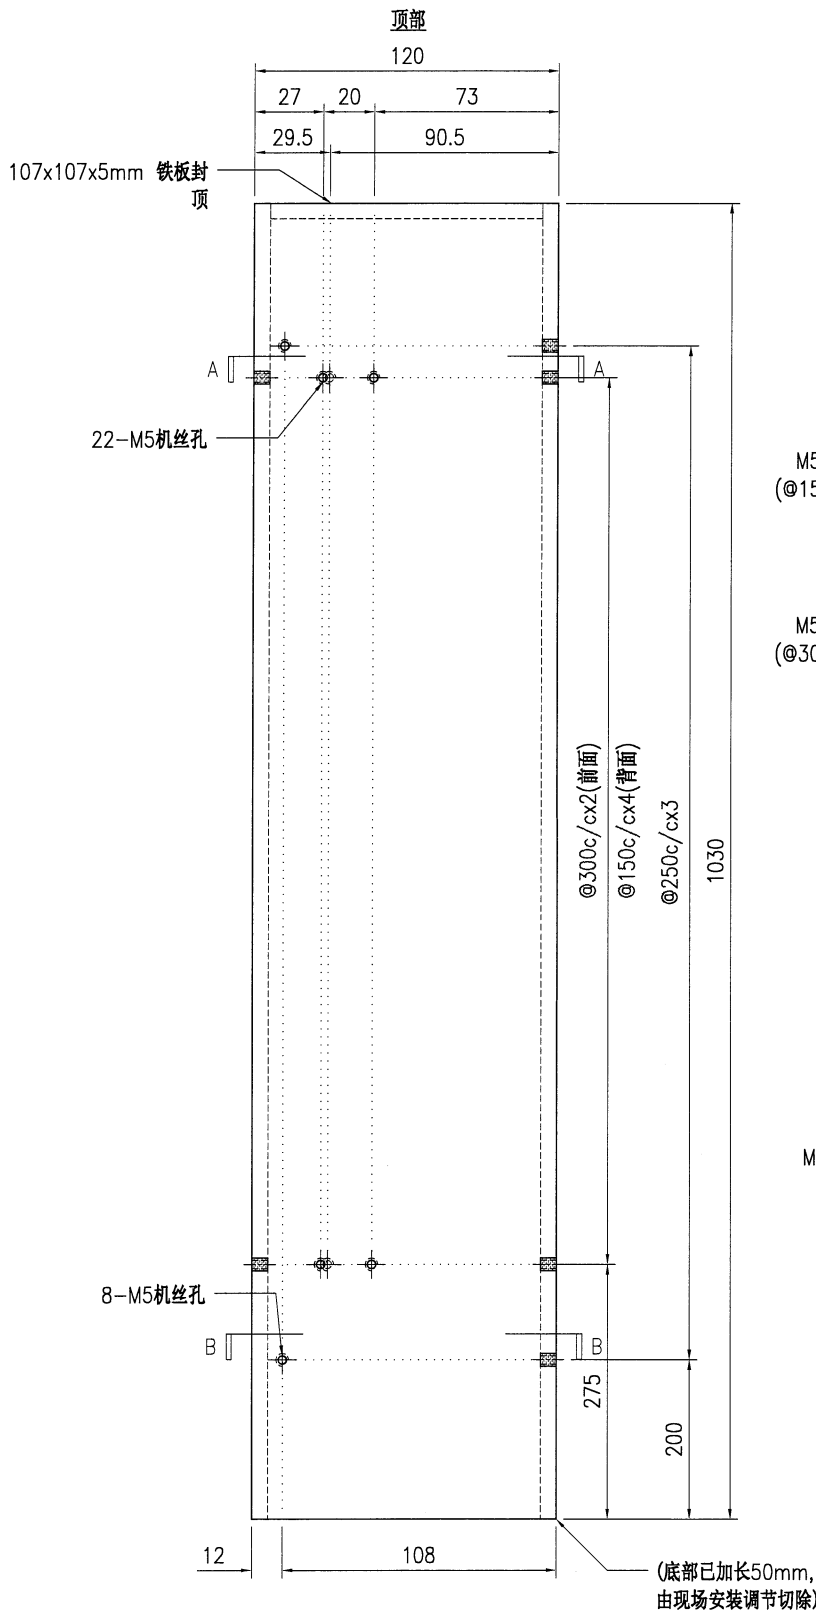 顶部
120
27
20
73
29.5
90.5
107x107x5mm 铁板封
顶
A
A
22-M5机丝孔
M5
(@15
M5
(@30
@300c/cx2(前面)
@150c/cx4(背面)
@250c/cx3
1030
M
8-M5机丝孔
B
B
275
200
12
108
(底部已加长50mm,
由现场安装调节切除)